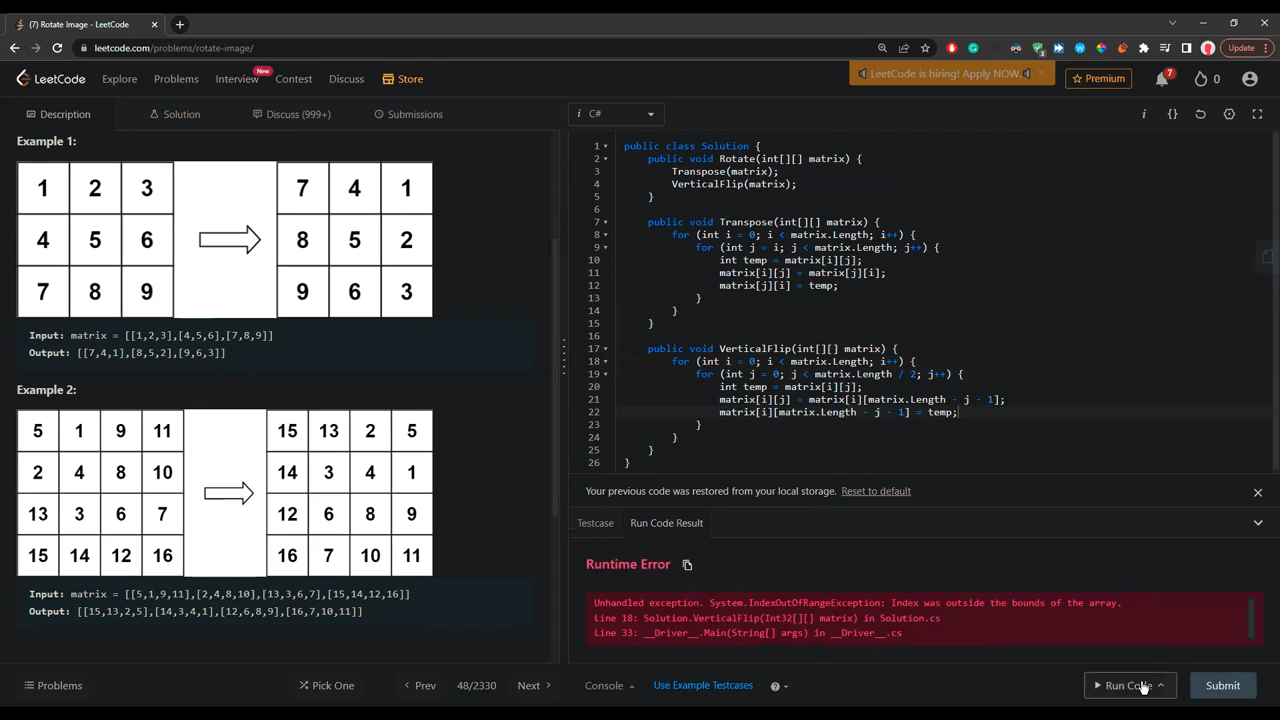 (7) Rotate Image - LeetCode
leetcode.com/problems/rotate-image/
Update
LeetCode Explore Problems Interview New Contest Discuss Store
LeetCode is hiring! Apply NOW.
Premium 7 0
Description Solution Discuss (999+) Submissions
i C#
Example 1:
1 2 3 7 4 1
4 5 6 8 5 2
7 8 9 9 6 3
Input: matrix = [[1,2,3],[4,5,6],[7,8,9]]
Output: [[7,4,1],[8,5,2],[9,6,3]]
Example 2:
5 1 9 11 15 13 2 5
2 4 8 10 14 3 4 1
13 3 6 7 12 6 8 9
15 14 12 16 16 7 10 11
Input: matrix = [[5,1,9,11],[2,4,8,10],[13,3,6,7],[15,14,12,16]]
Output: [[15,13,2,5],[14,3,4,1],[12,6,8,9],[16,7,10,11]]
1 public class Solution {
2 public void Rotate(int[][] matrix) {
3 Transpose(matrix);
4 VerticalFlip(matrix);
5 }
6
7 public void Transpose(int[][] matrix) {
8 for (int i = 0; i < matrix.Length; i++) {
9 for (int j = i; j < matrix.Length; j++) {
10 int temp = matrix[i][j];
11 matrix[i][j] = matrix[j][i];
12 matrix[j][i] = temp;
13 }
14 }
15 }
16
17 public void VerticalFlip(int[][] matrix) {
18 for (int i = 0; i < matrix.Length; i++) {
19 for (int j = 0; j < matrix.Length / 2; j++) {
20 int temp = matrix[i][j];
21 matrix[i][j] = matrix[i][matrix.Length - j - 1];
22 matrix[i][matrix.Length - j - 1] = temp;
23 }
24 }
25 }
26 }
Your previous code was restored from your local storage. Reset to default
Testcase Run Code Result
Runtime Error
Unhandled exception. System.IndexOutOfRangeException: Index was outside the bounds of the array.
Line 18: Solution.VerticalFlip(Int32[][] matrix) in Solution.cs
Line 33: __Driver__.Main(String[] args) in __Driver__.cs
Problems Pick One Prev 48/2330 Next Console Use Example Testcases Run Code Submit